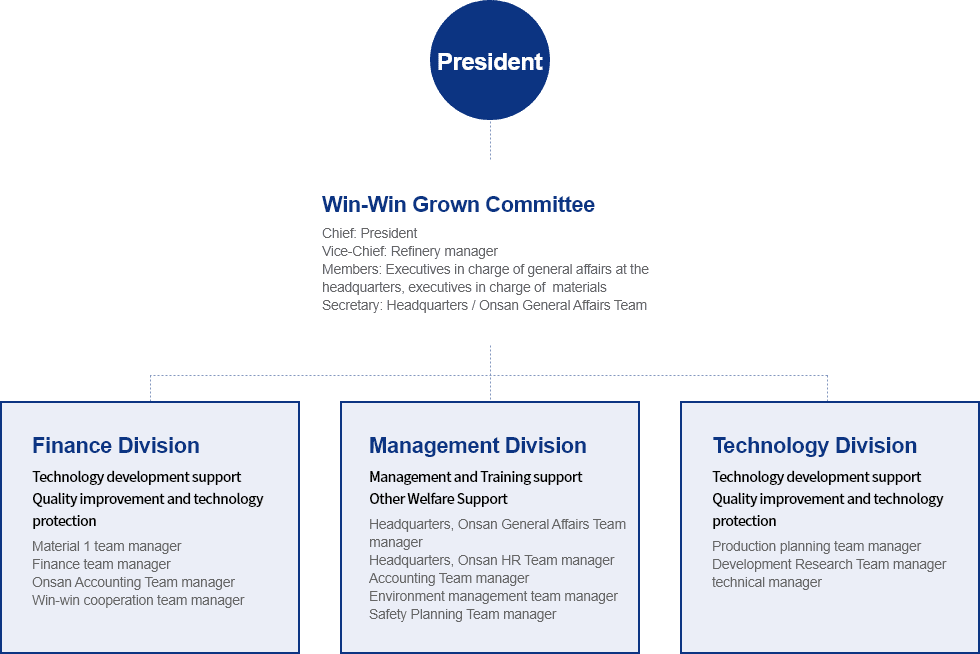 President
Win-Win Grown Committee
Chief: President
Vice-Chief: Refinery manager
Members: Executives in charge of general affairs at the
headquarters, executives in charge of  materials
Secretary: Headquarters / Onsan General Affairs Team
Finance Division
Technology development support
Quality improvement and technology
protection
Material 1 team manager
Finance team manager
Onsan Accounting Team manager
Win-win cooperation team manager
Management Division
Management and Training support
Other Welfare Support
Headquarters, Onsan General Affairs Team
manager
Headquarters, Onsan HR Team manager
Accounting Team manager
Environment management team manager
Safety Planning Team manager
Technology Division
Technology development support
Quality improvement and technology
protection
Production planning team manager
Development Research Team manager
technical manager